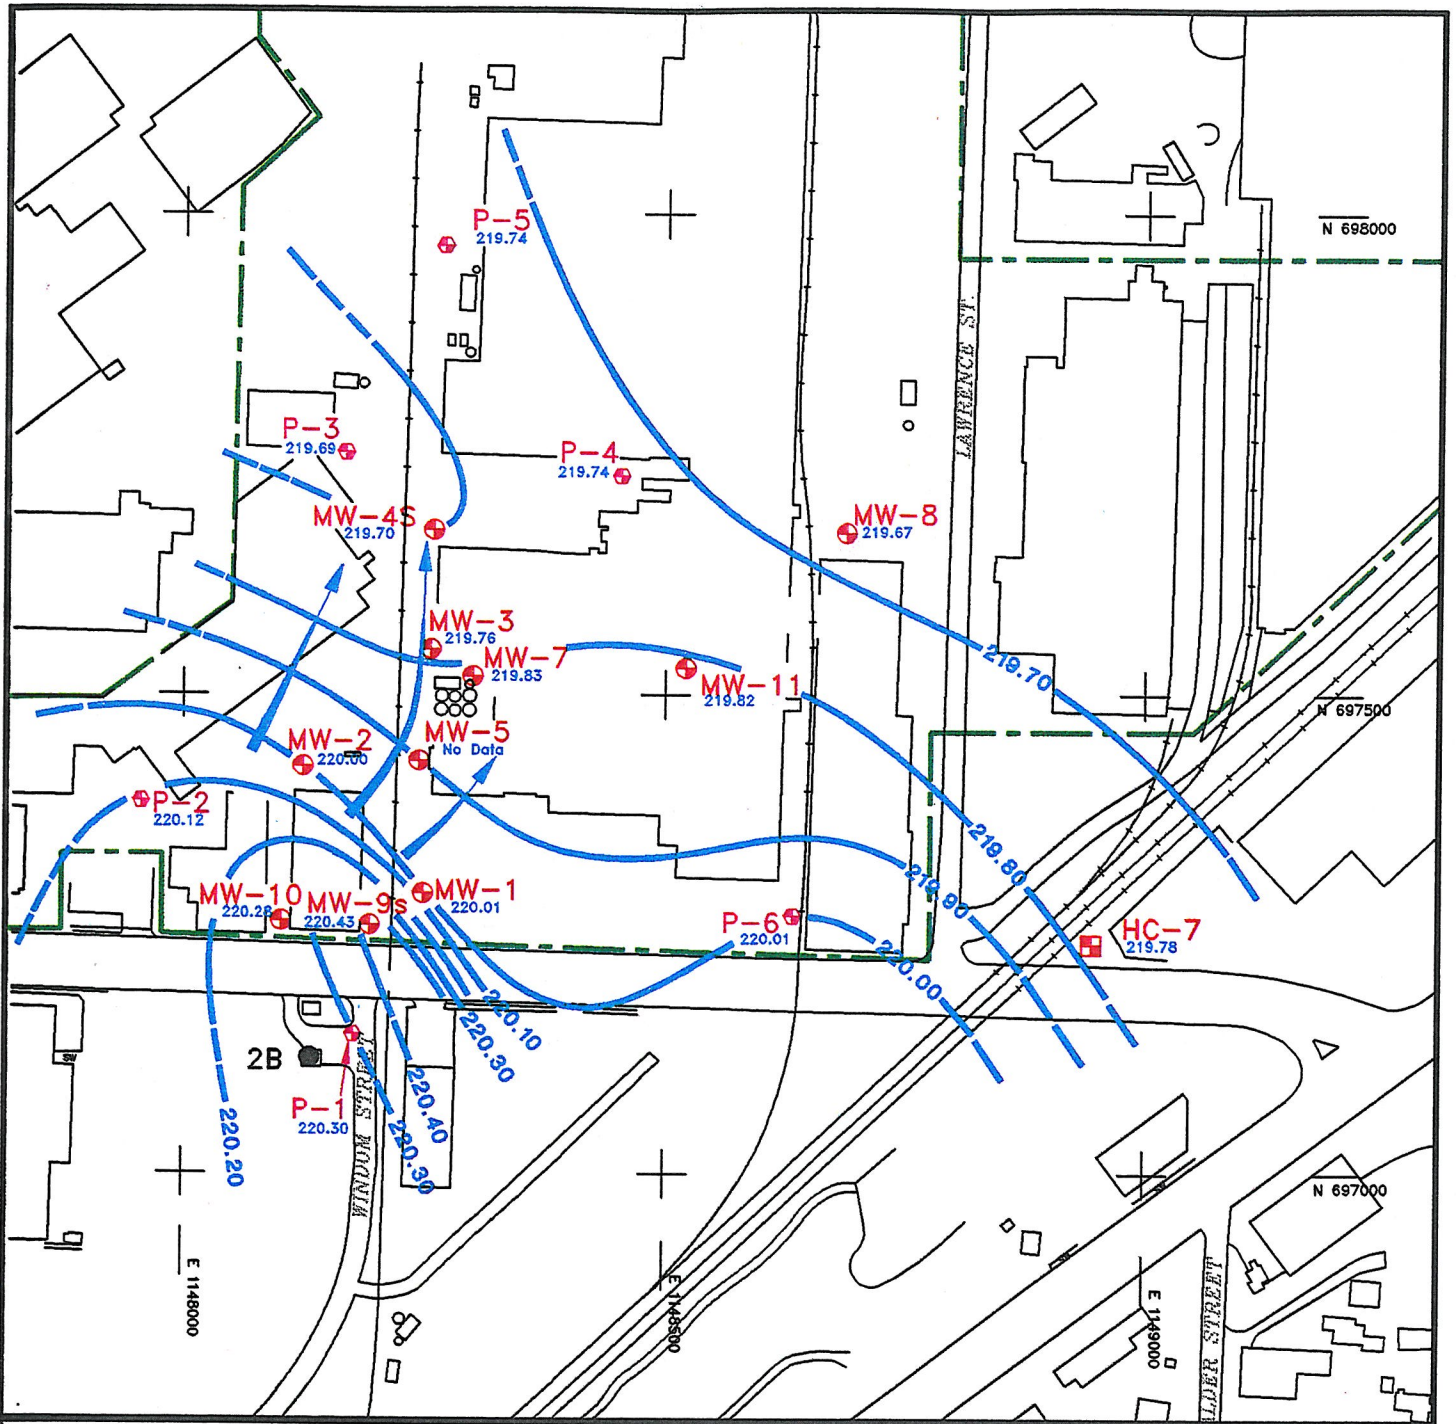 P-5
219.74
N 698000
LAWRENCE ST.
P-3
219.69
P-4
219.74
MW-4S
219.70
MW-8
219.67
MW-3
219.76
MW-7
219.83
MW-11
219.82
219.70
N 697500
MW-5
No Data
MW-2
220.00
P-2
220.12
219.80
219.90
MW-10
220.28
MW-9s
220.43
MW-1
220.01
P-6
220.01
HC-7
219.78
220.00
220.10
220.30
2B
SW
P-1
220.30
WINDOM STREET
220.40
220.30
220.20
N 697000
E 1148000
E 1148500
E 1149000
ALDER STREET